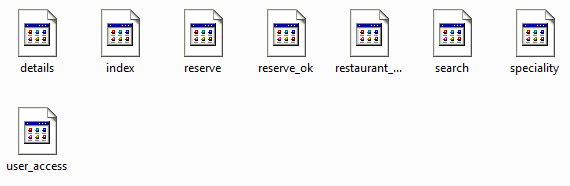 details index reserve reserve_ok restaurant_... search speciality
user_access